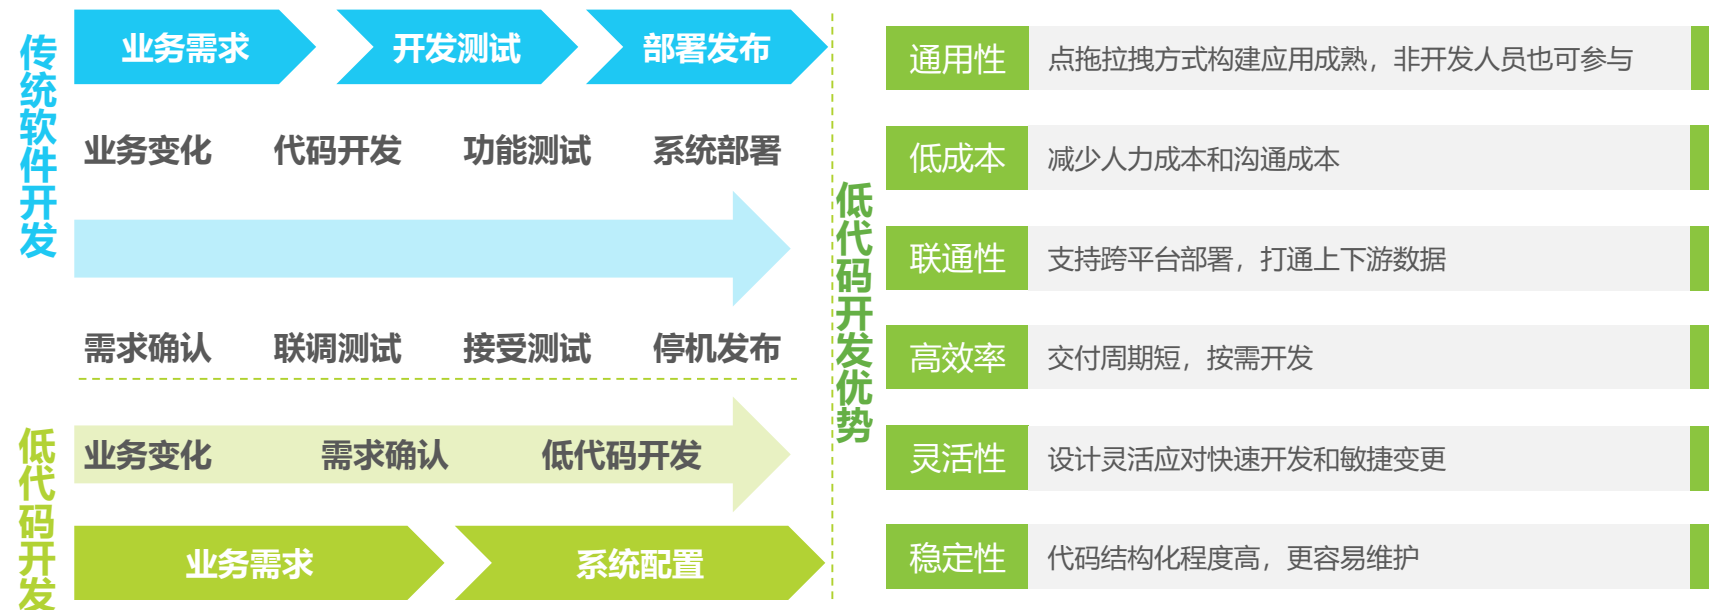 传统软件开发
业务需求
开发测试
部署发布
业务变化
代码开发
功能测试
系统部署
需求确认
联调测试
接受测试
停机发布
低代码开发
业务变化
需求确认
低代码开发
业务需求
系统配置
低代码开发优势
通用性
点拖拉拽方式构建应用成熟，非开发人员也可参与
低成本
减少人力成本和沟通成本
联通性
支持跨平台部署，打通上下游数据
高效率
交付周期短，按需开发
灵活性
设计灵活应对快速开发和敏捷变更
稳定性
代码结构化程度高，更容易维护